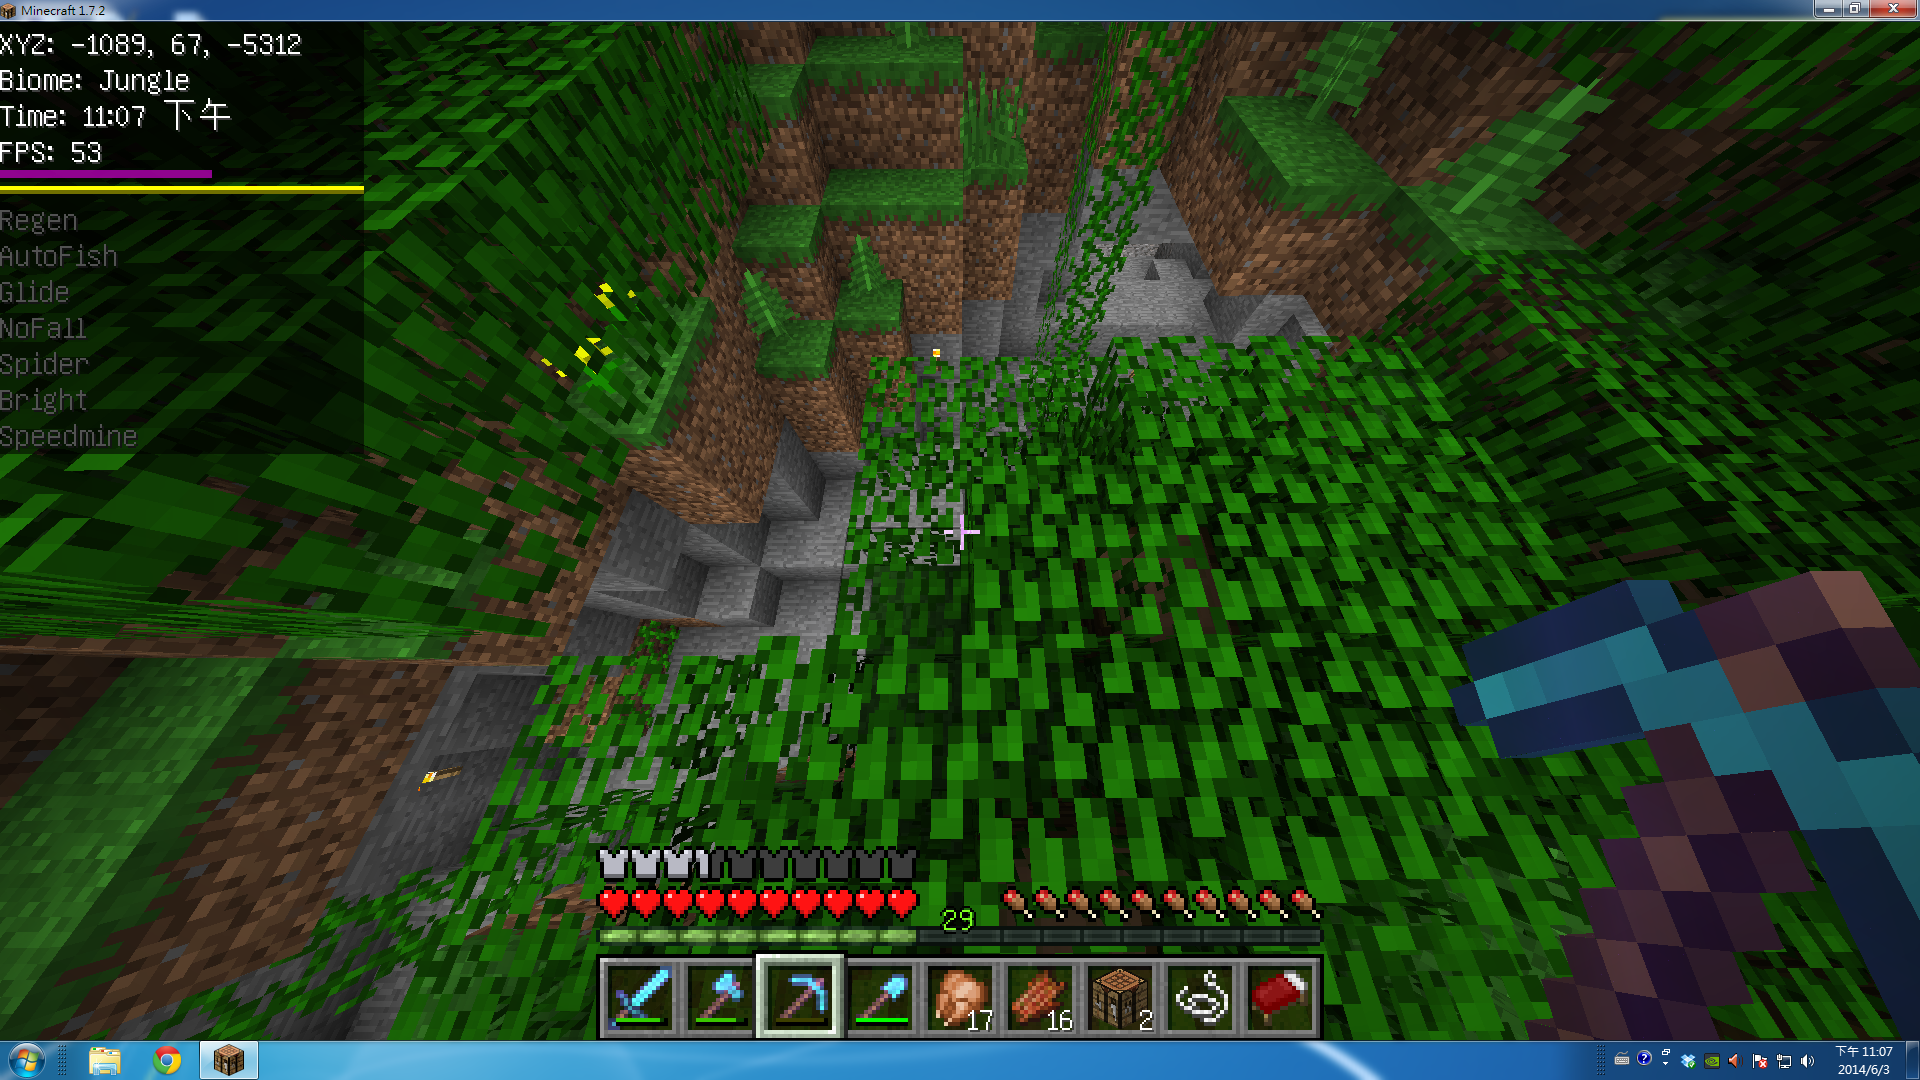 Minecraft 1.7.2
XYZ: -1089, 67, -5312
Biome: Jungle
Time: 11:07 下午
FPS: 53
Regen
AutoFish
Glide
NoFall
Spider
Bright
Speedmine
29
17
16
2
下午 11:07
2014/6/3